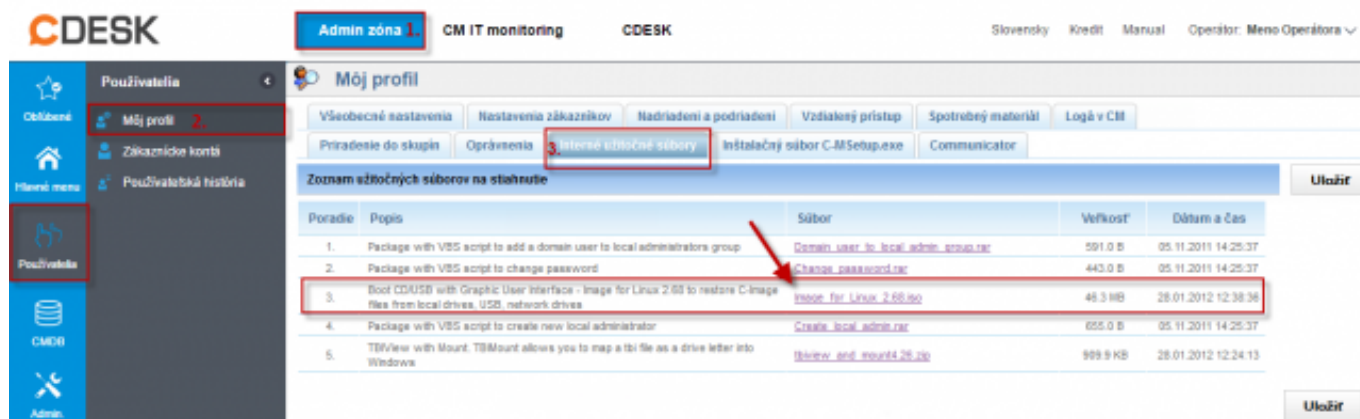 CDESK
Admin zóna 1. CM IT monitoring CDESK Slovensky Kredit Manual Operátor: Meno Operátora
Obľúbené
Hlavné menu
Používatelia
CMDB
Admin.
Používatelia
Môj profil 2.
Zákaznícke kontá
Používateľská história
Môj profil
Všeobecné nastavenia Nastavenia zákazníkov Nadriadení a podriadení Vzdialený prístup Spotrebný materiál Logá v CM
Priradenie do skupín Oprávnenia 3. Interné užitočné súbory Inštalačný súbor C-MSetup.exe Communicator
Zoznam užitočných súborov na stiahnutie Uložiť
Poradie Popis Súbor Veľkosť Dátum a čas
1. Package with VBS script to add a domain user to local administrators group Domain_user_to_local_admin_group.rar 591.0 B 05.11.2011 14:25:37
2. Package with VBS script to change password Change_password.rar 443.0 B 05.11.2011 14:25:37
3. Boot CD/USB with Graphic User Interface - Image for Linux 2.68 to restore C-Image
files from local drives, USB, network drives Image_for_Linux_2.68.iso 46.3 MB 28.01.2012 12:38:36
4. Package with VBS script to create new local administrator Create_local_admin.rar 655.0 B 05.11.2011 14:25:37
5. TBIView with Mount. TBIMount allows you to map a tbi file as a drive letter into
Windows tbiview_and_mount4.26.zip 909.9 KB 28.01.2012 12:24:13
Uložiť